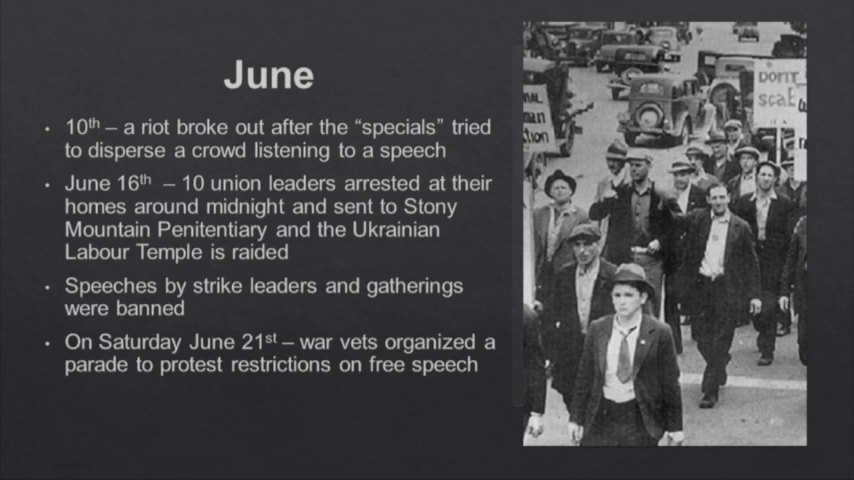 June
• 10th – a riot broke out after the “specials” tried
to disperse a crowd listening to a speech
• June 16th – 10 union leaders arrested at their
homes around midnight and sent to Stony
Mountain Penitentiary and the Ukrainian
Labour Temple is raided
• Speeches by strike leaders and gatherings
were banned
• On Saturday June 21st – war vets organized a
parade to protest restrictions on free speech
DON'T
SCAB